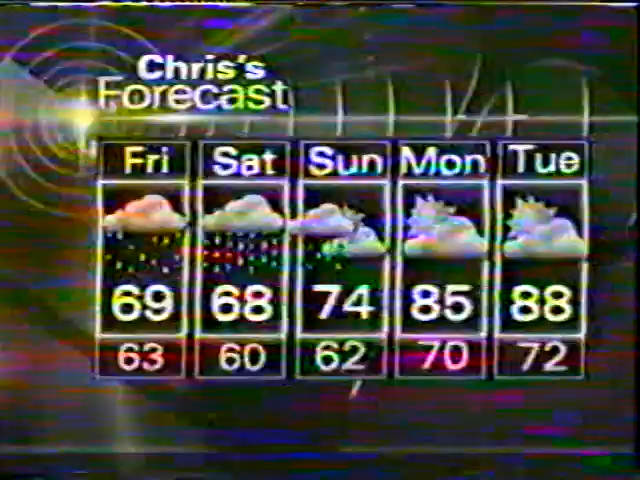 Chris's
Forecast
Fri Sat Sun Mon Tue
69 68 74 85 88
63 60 62 70 72